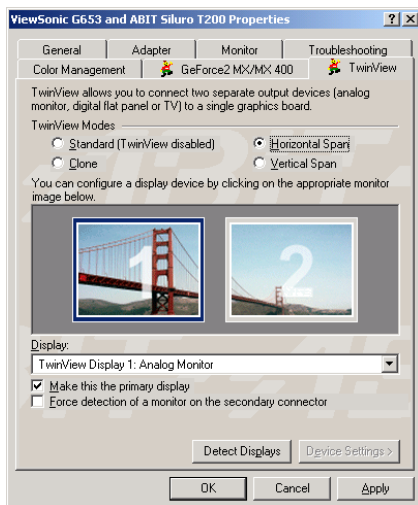 ViewSonic G653 and ABIT Siluro T200 Properties
General Adapter Monitor Troubleshooting
Color Management GeForce2 MX/MX 400 TwinView
TwinView allows you to connect two separate output devices (analog
monitor, digital flat panel or TV) to a single graphics board.
TwinView Modes
Standard (TwinView disabled) Horizontal Span
Clone Vertical Span
You can configure a display device by clicking on the appropriate monitor
image below.
1 2
Display:
TwinView Display 1: Analog Monitor
Make this the primary display
Force detection of a monitor on the secondary connector
Detect Displays Device Settings >
OK Cancel Apply